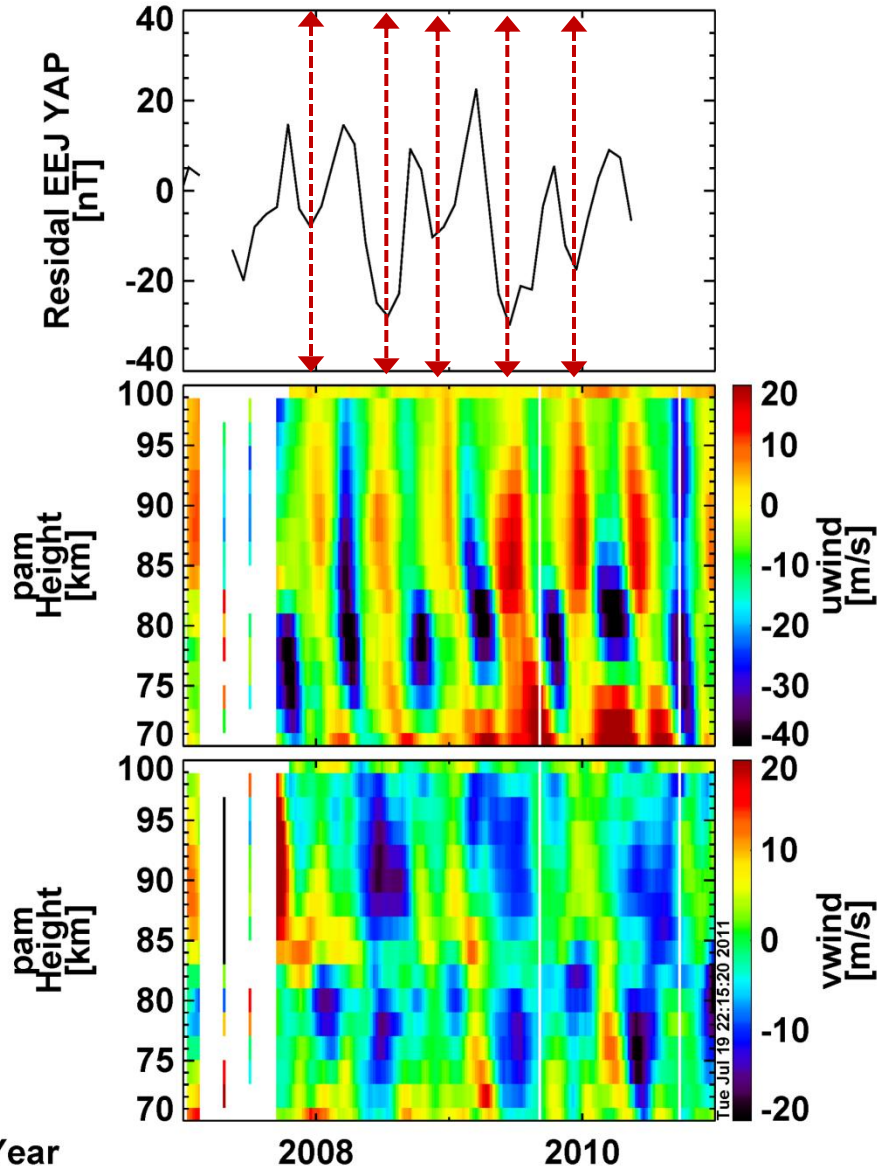 Residal EEJ YAP
[nT]
40
20
0
-20
-40
pam
Height
[km]
100
95
90
85
80
75
70
20
10
0
-10
-20
-30
-40
uwind
[m/s]
pam
Height
[km]
100
95
90
85
80
75
70
20
10
0
-10
-20
vwind
[m/s]
Tue Jul 19 22:15:20 2011
Year
2008
2010